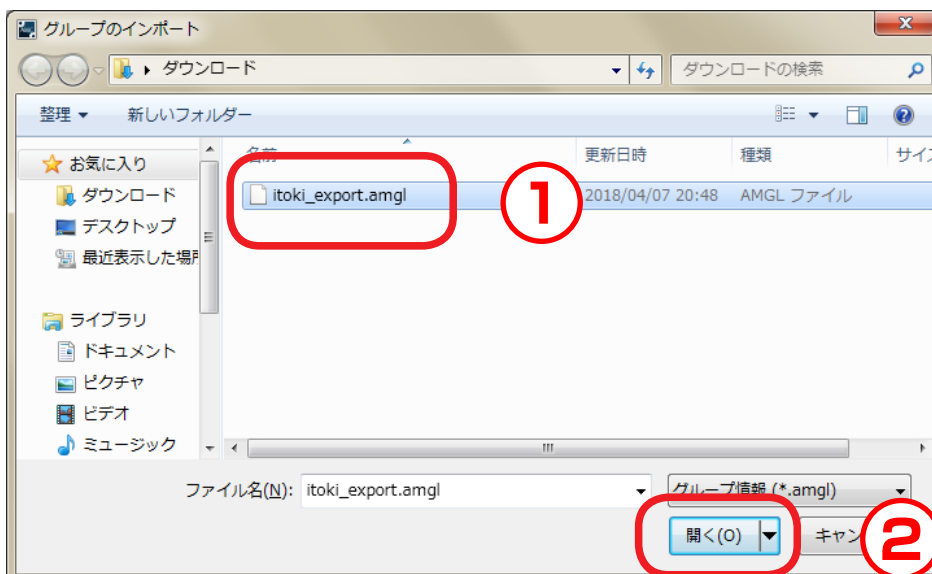 グループのインポート
ダウンロード
ダウンロードの検索
整理
新しいフォルダー
名前 更新日時 種類 サイズ
お気に入り
ダウンロード
デスクトップ
最近表示した場所
itoki_export.amgl 2018/04/07 20:48 AMGL ファイル
1
ライブラリ
ドキュメント
ピクチャ
ビデオ
ミュージック
ファイル名(N): itoki_export.amgl
グループ情報 (*.amgl)
開く(O)
キャン
2